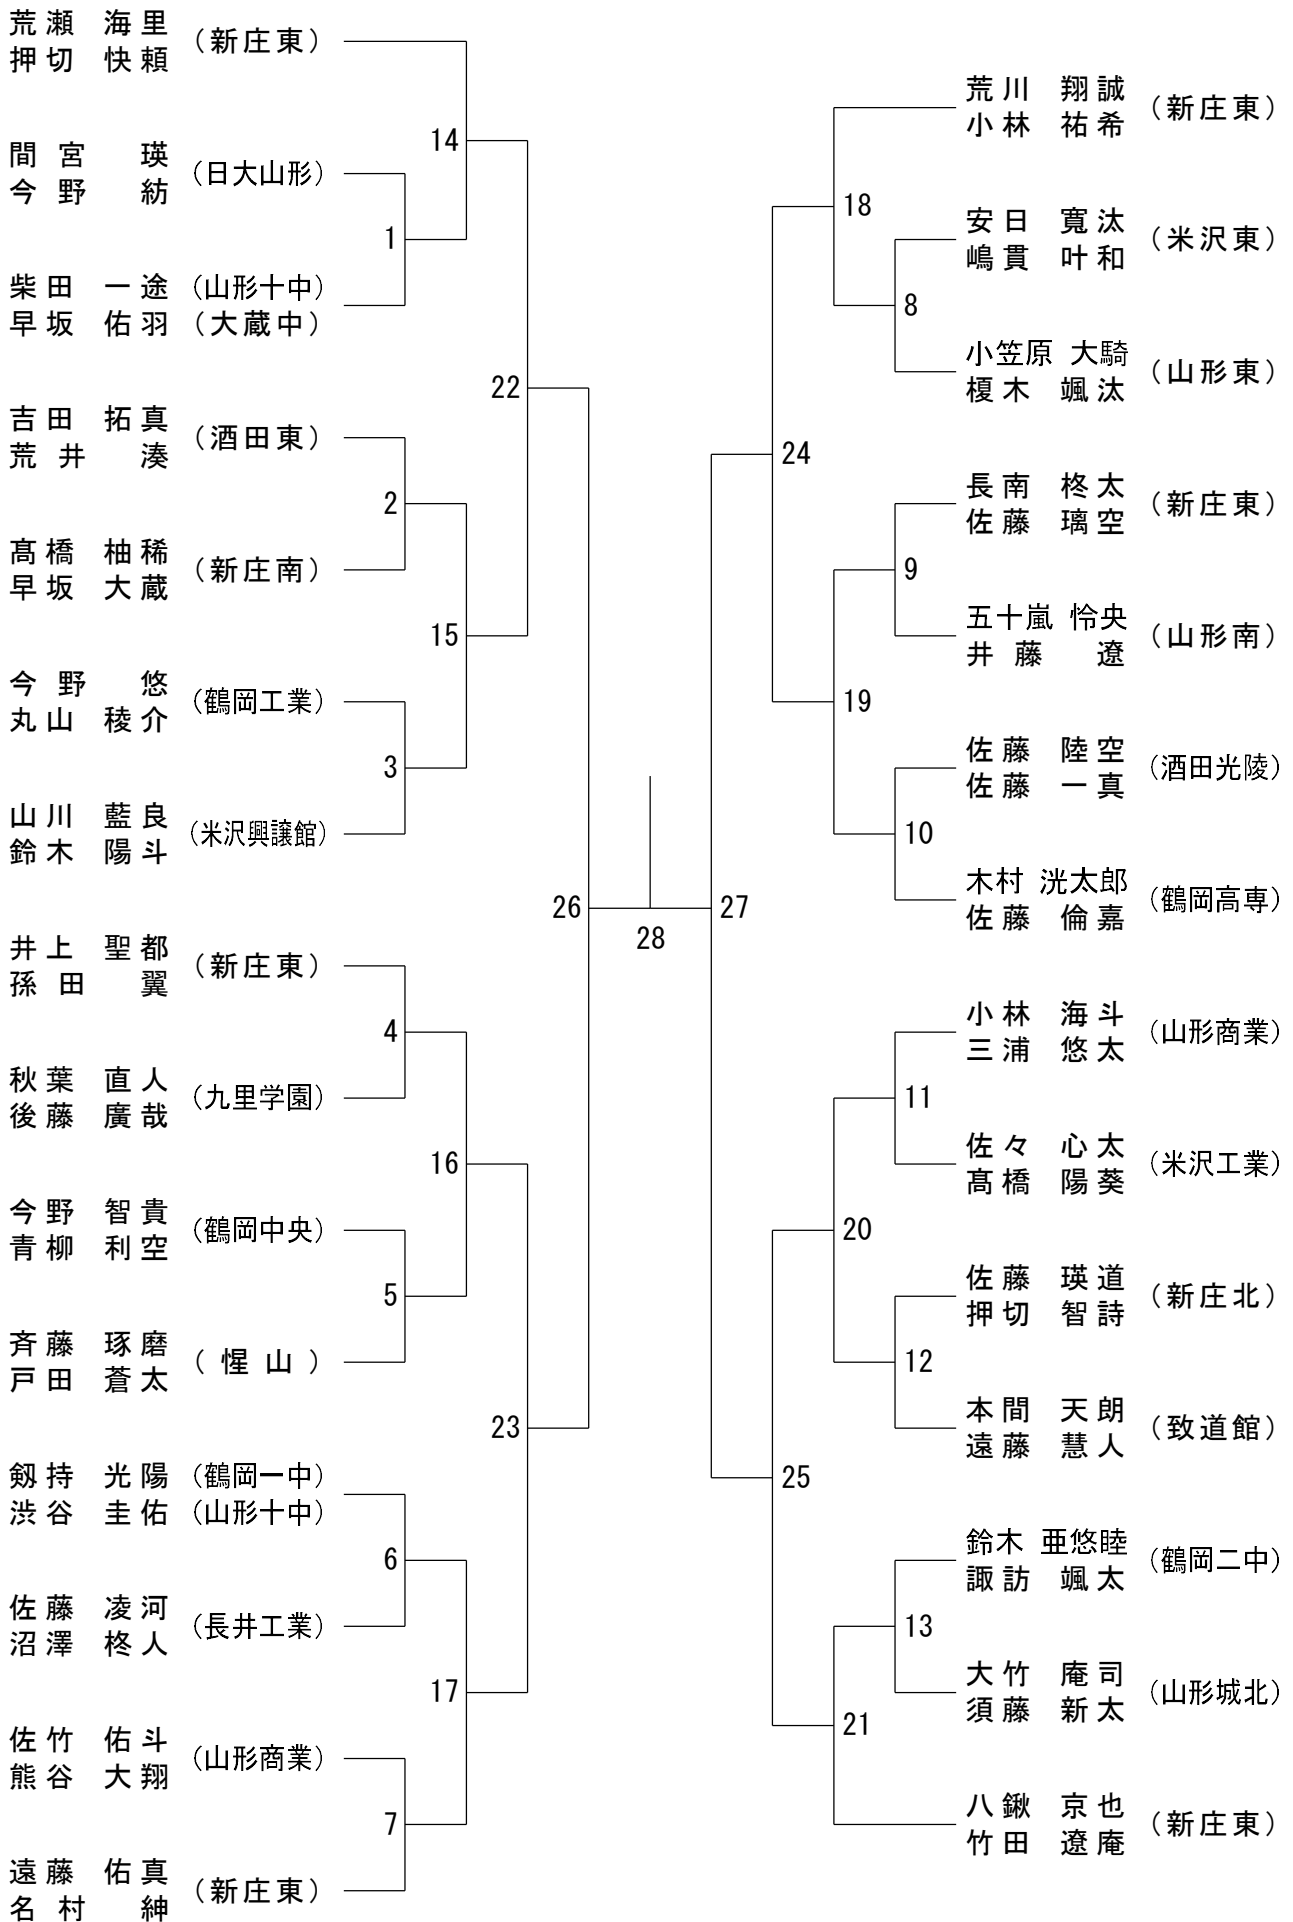 荒瀬 海里 (新庄東)
押切 快頼
間宮 瑛 (日大山形)
今野 紡
柴田 一途 (山形十中)
早坂 佑羽 (大蔵中)
吉田 拓真 (酒田東)
荒井 湊
髙橋 柚稀 (新庄南)
早坂 大蔵
今野 悠 (鶴岡工業)
丸山 稜介
山川 藍良 (米沢興譲館)
鈴木 陽斗
井上 聖都 (新庄東)
孫田 翼
秋葉 直人 (九里学園)
後藤 廣哉
今野 智貴 (鶴岡中央)
青柳 利空
斉藤 琢磨 (惺山)
戸田 蒼太
剱持 光陽 (鶴岡一中)
渋谷 圭佑 (山形十中)
佐藤 凌河 (長井工業)
沼澤 柊人
佐竹 佑斗 (山形商業)
熊谷 大翔
遠藤 佑真 (新庄東)
名村 紳
1
2
3
4
5
6
7
14
15
16
17
22
23
26
28
27
24
25
18
19
20
21
8
9
10
11
12
13
荒川 翔誠 (新庄東)
小林 祐希
安日 寛汰 (米沢東)
嶋貫 叶和
小笠原 大騎 (山形東)
榎木 颯汰
長南 柊太 (新庄東)
佐藤 璃空
五十嵐 怜央 (山形南)
井藤 遼
佐藤 陸空 (酒田光陵)
佐藤 一真
木村 洸太郎 (鶴岡高専)
佐藤 倫嘉
小林 海斗 (山形商業)
三浦 悠太
佐々 心太 (米沢工業)
髙橋 陽葵
佐藤 瑛道 (新庄北)
押切 智詩
本間 天朗 (致道館)
遠藤 慧人
鈴木 亜悠睦 (鶴岡二中)
諏訪 颯太
大竹 庵司 (山形城北)
須藤 新太
八鍬 京也 (新庄東)
竹田 遼庵